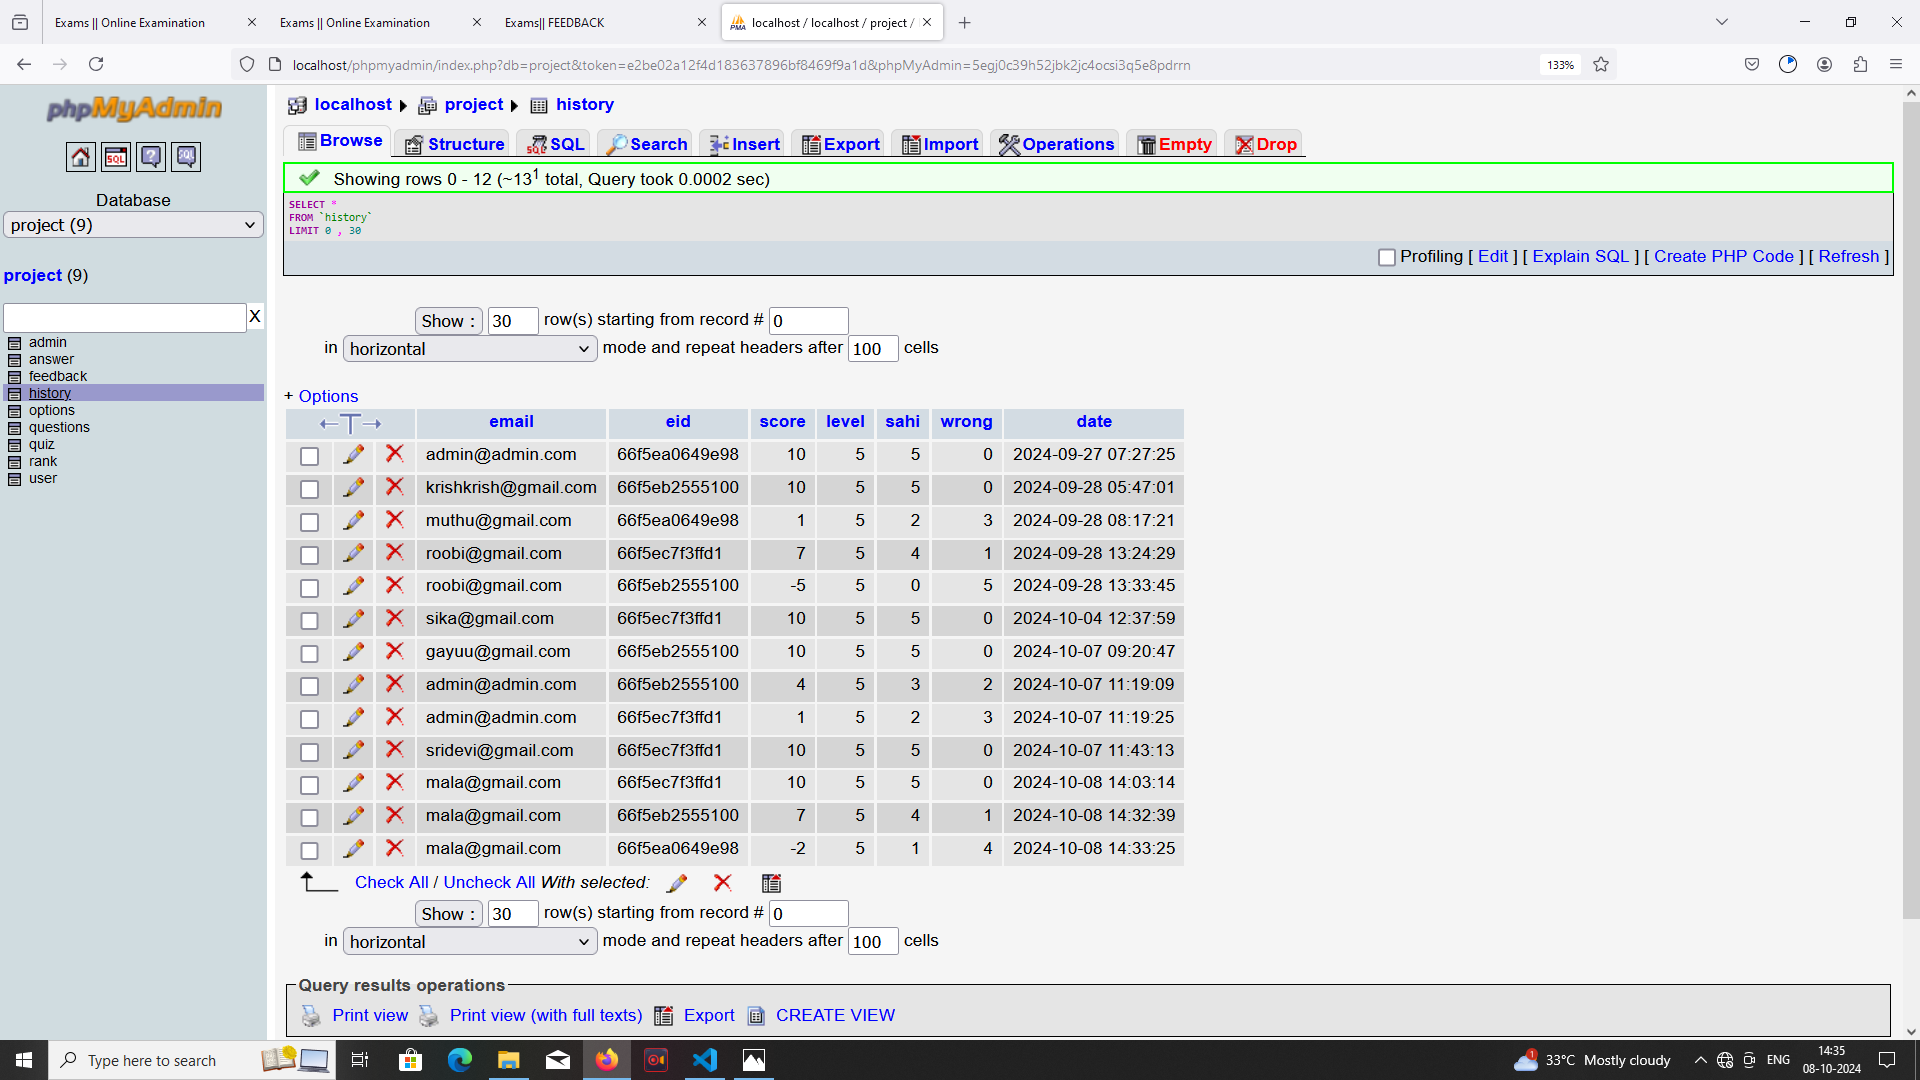 Exams || Online Examination
Exams || Online Examination
Exams|| FEEDBACK
PMA localhost / localhost / project /
localhost/phpmyadmin/index.php?db=project&token=e2be02a12f4d183637896bf8469f9a1d&phpMyAdmin=5egj0c39h52jbk2jc4ocsi3q5e8pdrrn
133%
phpMyAdmin
SQL
SQL
Database
project (9)
project (9)
X
admin
answer
feedback
history
options
questions
quiz
rank
user
localhost project history
Browse Structure SQL Search Insert Export Import Operations Empty Drop
Showing rows 0 - 12 (~13¹ total, Query took 0.0002 sec)
SELECT *
FROM `history`
LIMIT 0 , 30
Profiling [ Edit ] [ Explain SQL ] [ Create PHP Code ] [ Refresh ]
Show : 30 row(s) starting from record # 0
in horizontal mode and repeat headers after 100 cells
+ Options
←T→ email eid score level sahi wrong date
admin@admin.com 66f5ea0649e98 10 5 5 0 2024-09-27 07:27:25
krishkrish@gmail.com 66f5eb2555100 10 5 5 0 2024-09-28 05:47:01
muthu@gmail.com 66f5ea0649e98 1 5 2 3 2024-09-28 08:17:21
roobi@gmail.com 66f5ec7f3ffd1 7 5 4 1 2024-09-28 13:24:29
roobi@gmail.com 66f5eb2555100 -5 5 0 5 2024-09-28 13:33:45
sika@gmail.com 66f5ec7f3ffd1 10 5 5 0 2024-10-04 12:37:59
gayuu@gmail.com 66f5eb2555100 10 5 5 0 2024-10-07 09:20:47
admin@admin.com 66f5eb2555100 4 5 3 2 2024-10-07 11:19:09
admin@admin.com 66f5ec7f3ffd1 1 5 2 3 2024-10-07 11:19:25
sridevi@gmail.com 66f5ec7f3ffd1 10 5 5 0 2024-10-07 11:43:13
mala@gmail.com 66f5ec7f3ffd1 10 5 5 0 2024-10-08 14:03:14
mala@gmail.com 66f5eb2555100 7 5 4 1 2024-10-08 14:32:39
mala@gmail.com 66f5ea0649e98 -2 5 1 4 2024-10-08 14:33:25
Check All / Uncheck All With selected:
Show : 30 row(s) starting from record # 0
in horizontal mode and repeat headers after 100 cells
Query results operations
Print view Print view (with full texts) Export CREATE VIEW
Type here to search
1
33°C Mostly cloudy
ENG
14:35
08-10-2024